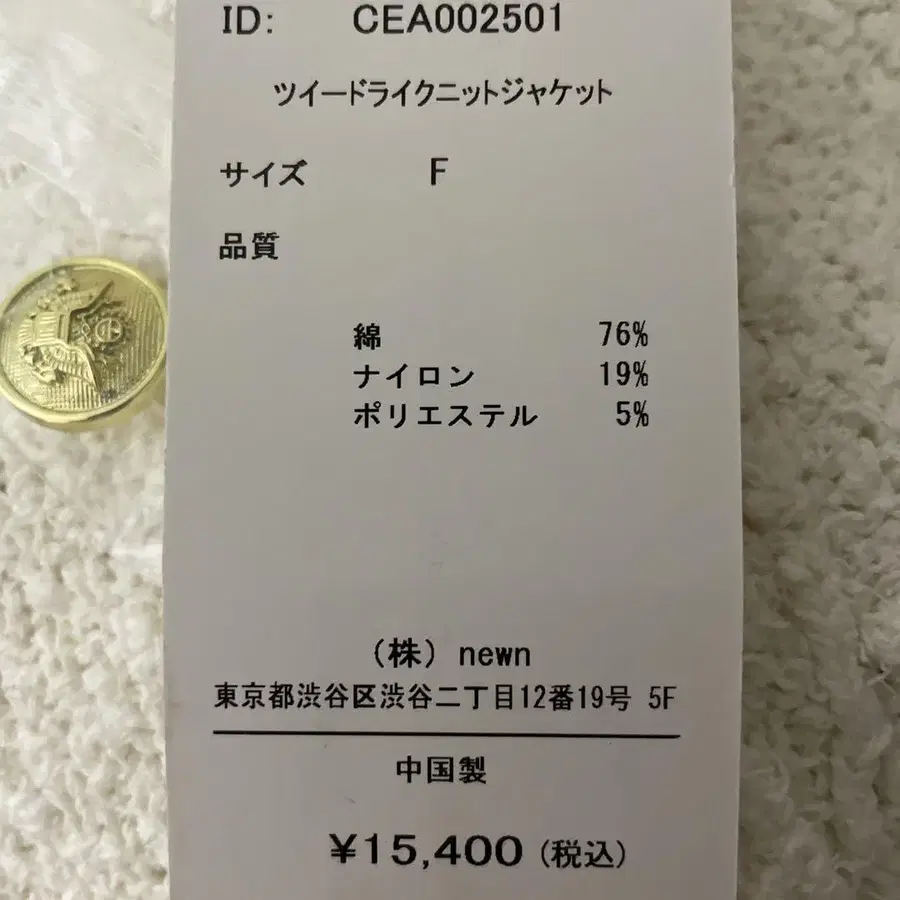 ID: CEA002501
ツイードライクニットジャケット
サイズ F
品質
綿 76%
ナイロン 19%
ポリエステル 5%
(株) newn
東京都渋谷区渋谷二丁目12番19号 5F
中国製
¥15,400 (税込)